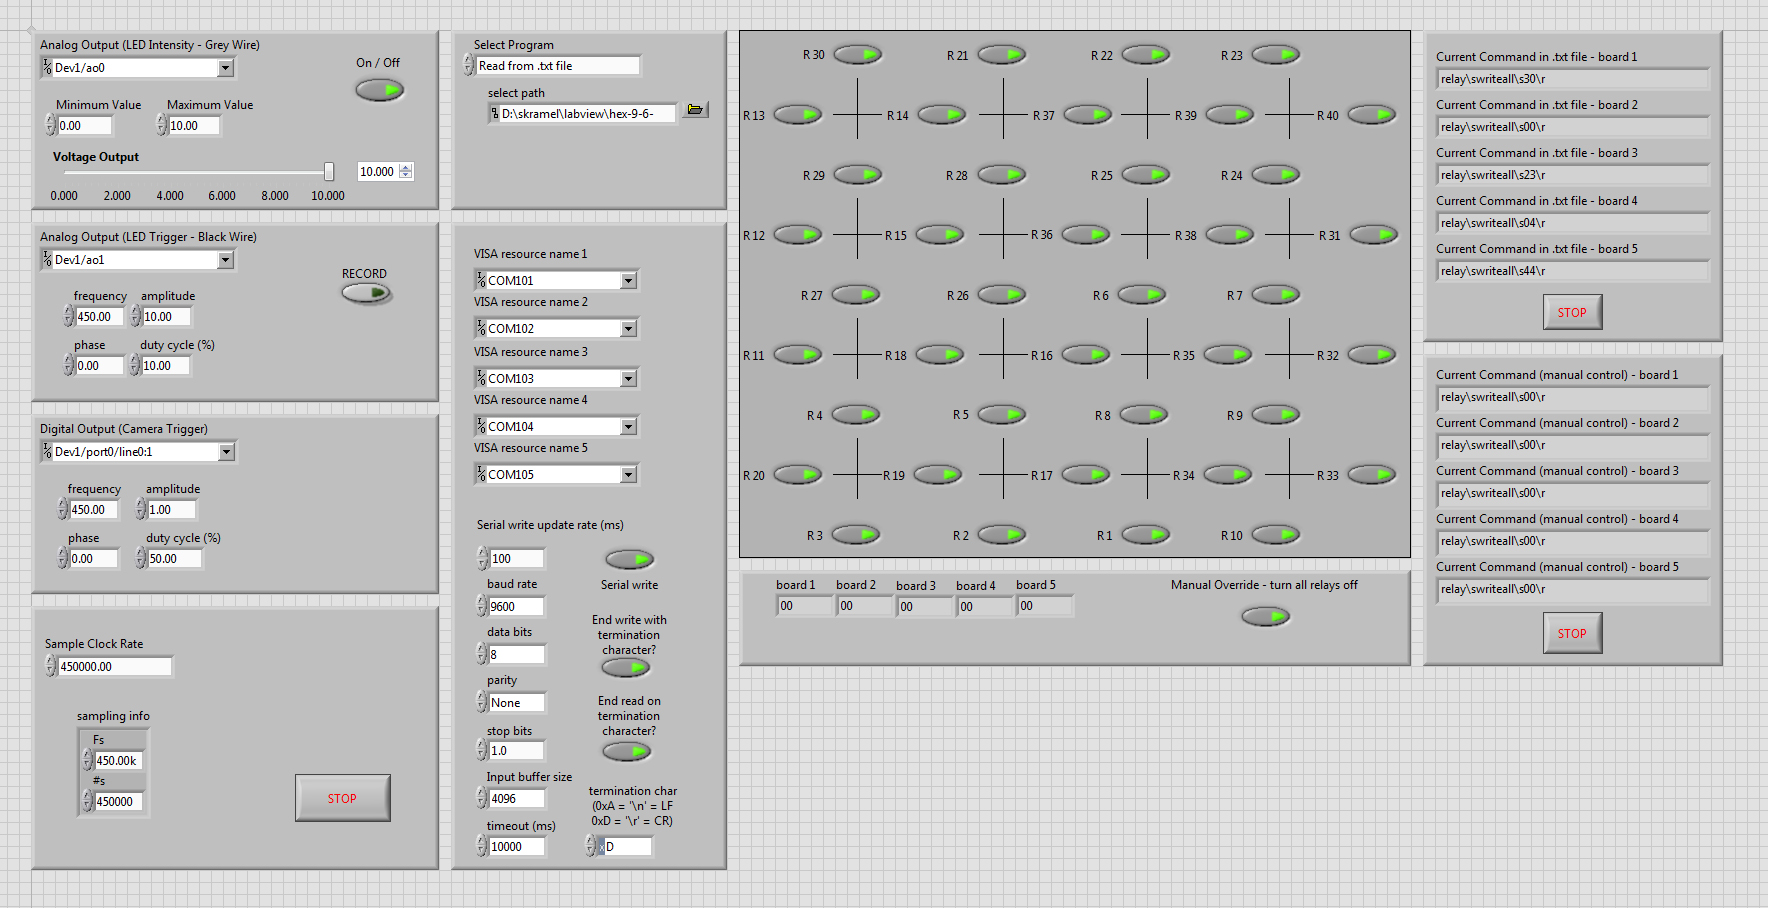 Analog Output (LED Intensity - Grey Wire)
Dev1/ao0
On / Off
Minimum Value
Maximum Value
0.00
10.00
Voltage Output
10.000
0.000 2.000 4.000 6.000 8.000 10.000
Analog Output (LED Trigger - Black Wire)
Dev1/ao1
RECORD
frequency amplitude
450.00 10.00
phase duty cycle (%)
0.00 10.00
Digital Output (Camera Trigger)
Dev1/port0/line0:1
frequency amplitude
450.00 1.00
phase duty cycle (%)
0.00 50.00
Sample Clock Rate
450000.00
sampling info
Fs
450.00k
#s
450000
STOP
Select Program
Read from .txt file
select path
D:\skramel\labview\hex-9-6-
VISA resource name 1
COM101
VISA resource name 2
COM102
VISA resource name 3
COM103
VISA resource name 4
COM104
VISA resource name 5
COM105
Serial write update rate (ms)
100
Serial write
baud rate
9600
data bits
8
parity
None
stop bits
1.0
Input buffer size
4096
timeout (ms)
10000
End write with
termination
character?
End read on
termination
character?
termination char
(0xA = '\n' = LF
0xD = '\r' = CR)
xD
R 30 R 21 R 22 R 23
R 13 R 14 R 37 R 39 R 40
R 29 R 28 R 25 R 24
R 12 R 15 R 36 R 38 R 31
R 27 R 26 R 6 R 7
R 11 R 18 R 16 R 35 R 32
R 4 R 5 R 8 R 9
R 20 R 19 R 17 R 34 R 33
R 3 R 2 R 1 R 10
board 1 board 2 board 3 board 4 board 5
00 00 00 00 00
Manual Override - turn all relays off
Current Command in .txt file - board 1
relay\swriteall\s30\r
Current Command in .txt file - board 2
relay\swriteall\s00\r
Current Command in .txt file - board 3
relay\swriteall\s23\r
Current Command in .txt file - board 4
relay\swriteall\s04\r
Current Command in .txt file - board 5
relay\swriteall\s44\r
STOP
Current Command (manual control) - board 1
relay\swriteall\s00\r
Current Command (manual control) - board 2
relay\swriteall\s00\r
Current Command (manual control) - board 3
relay\swriteall\s00\r
Current Command (manual control) - board 4
relay\swriteall\s00\r
Current Command (manual control) - board 5
relay\swriteall\s00\r
STOP